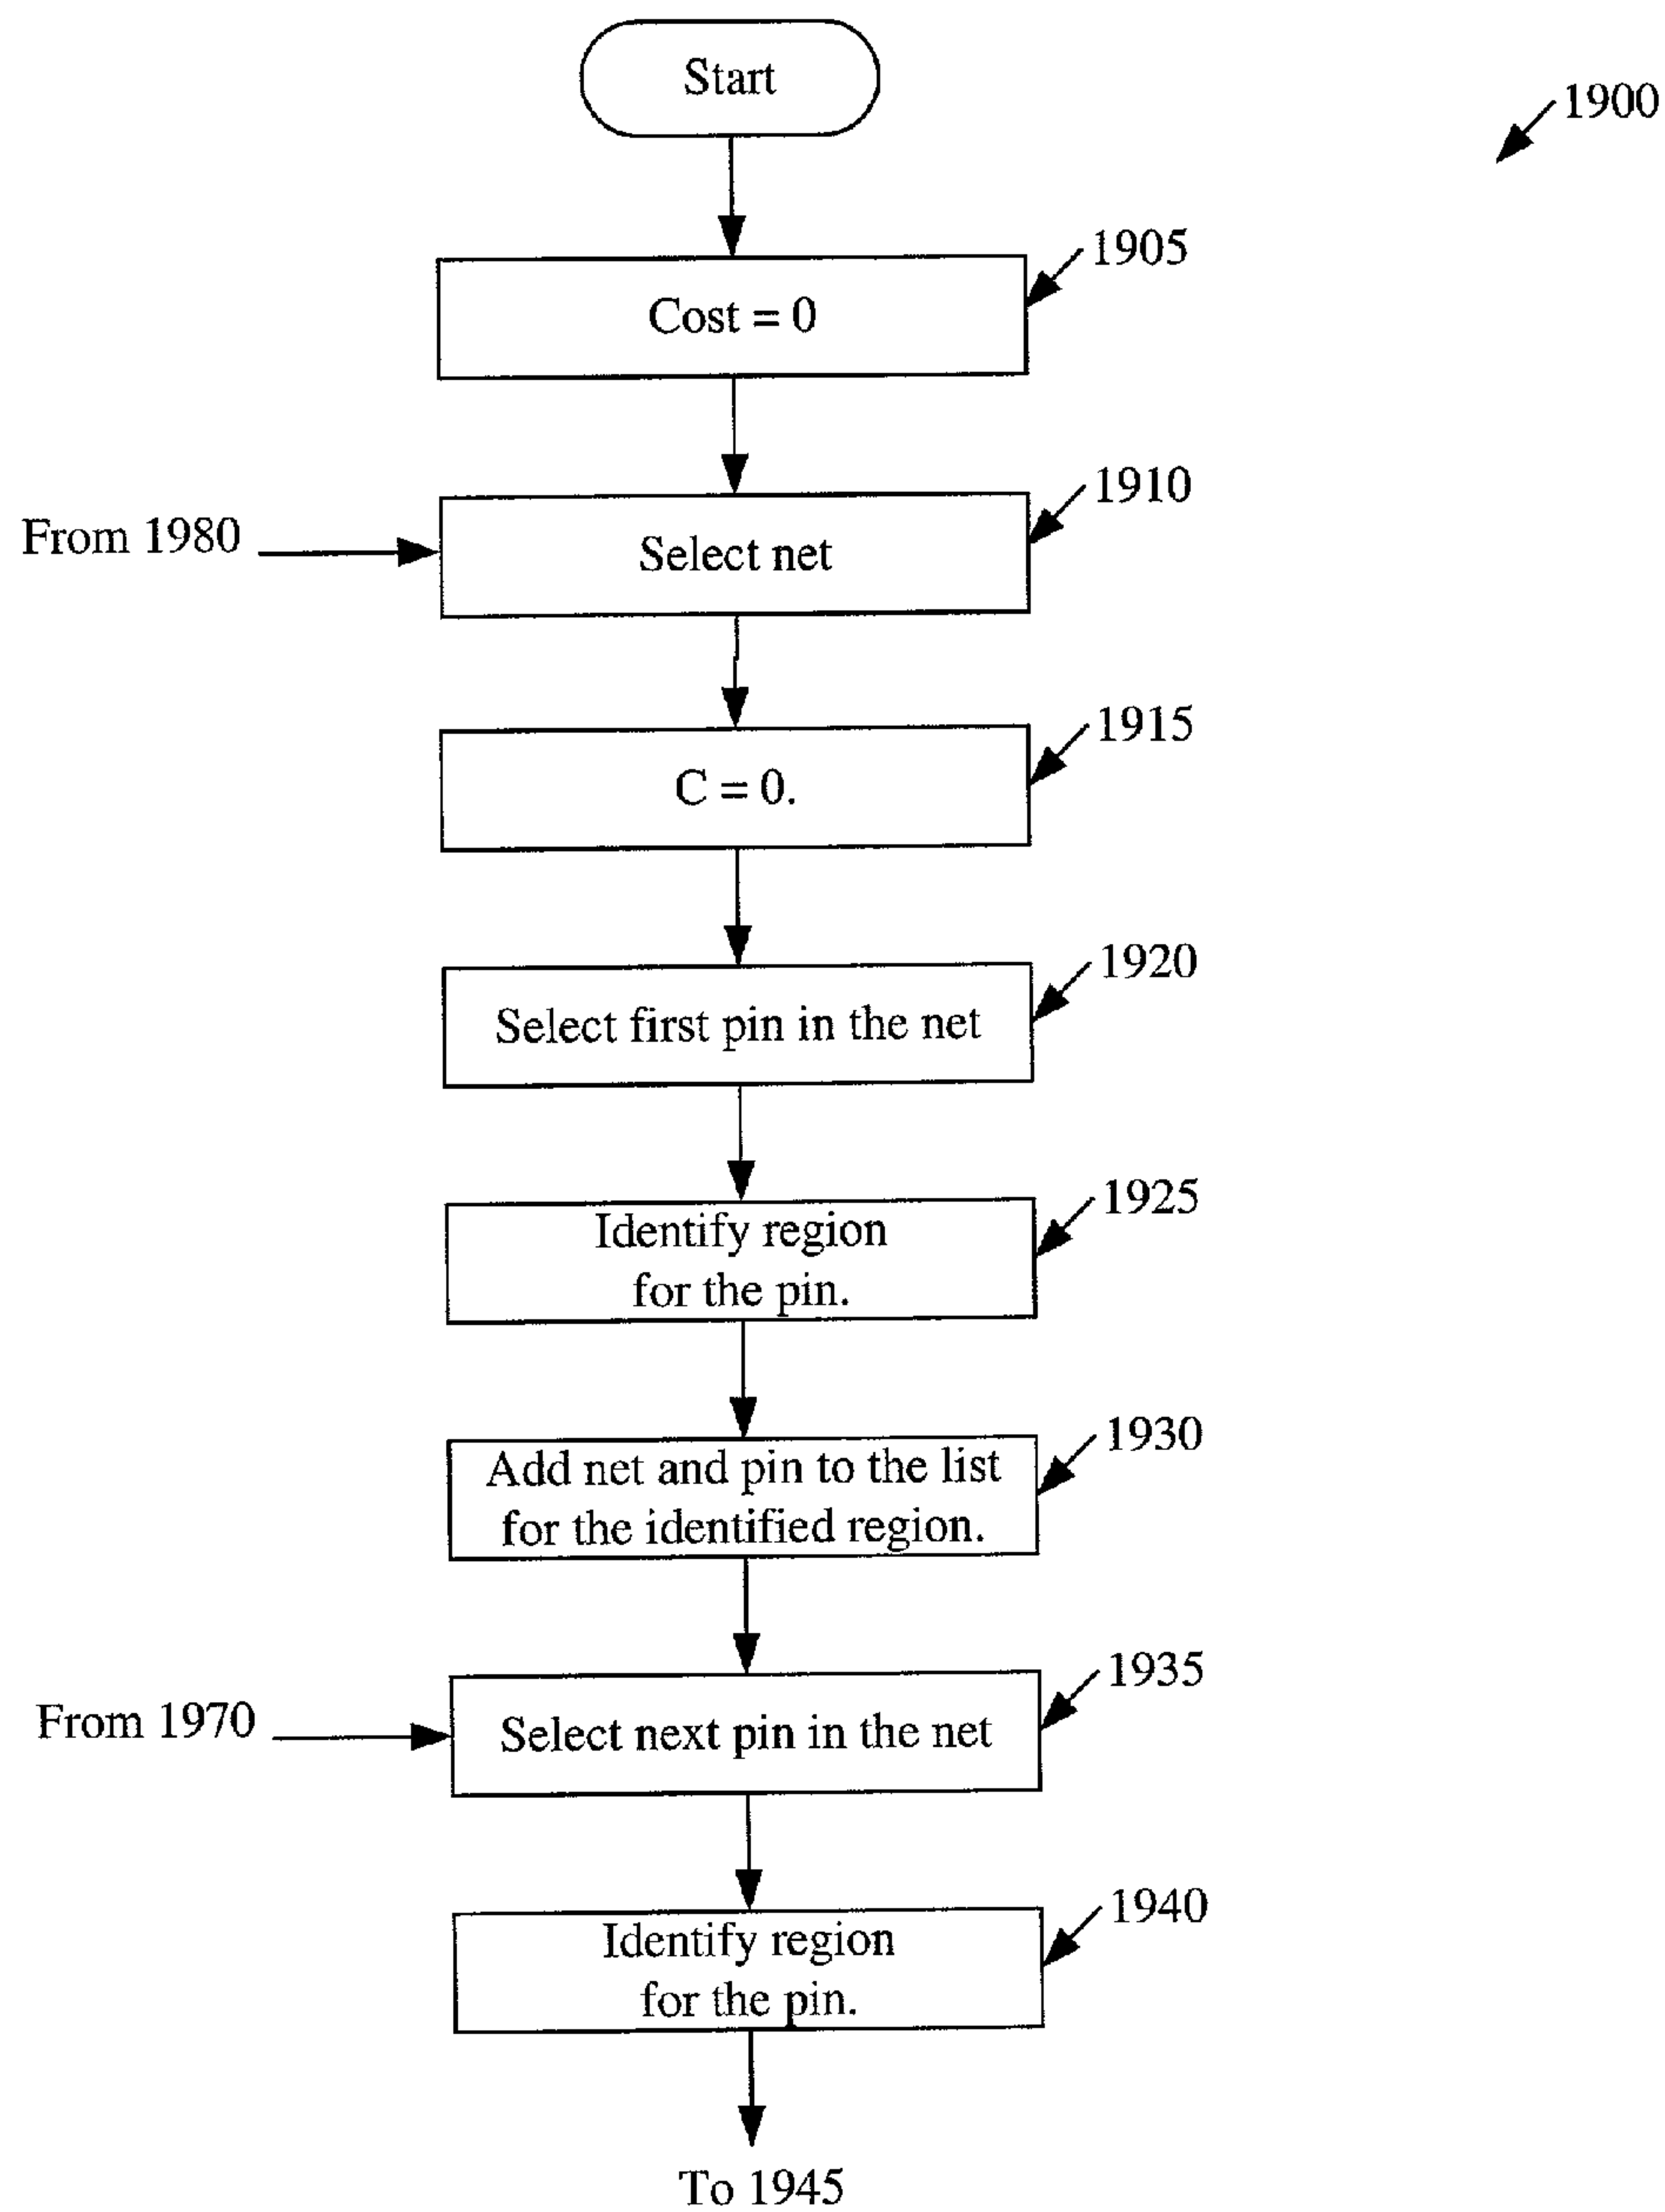 Start
1900
1905
Cost = 0
1910
From 1980
Select net
1915
C = 0.
1920
Select first pin in the net
1925
Identify region
for the pin.
1930
Add net and pin to the list
for the identified region.
1935
From 1970
Select next pin in the net
1940
Identify region
for the pin.
To 1945